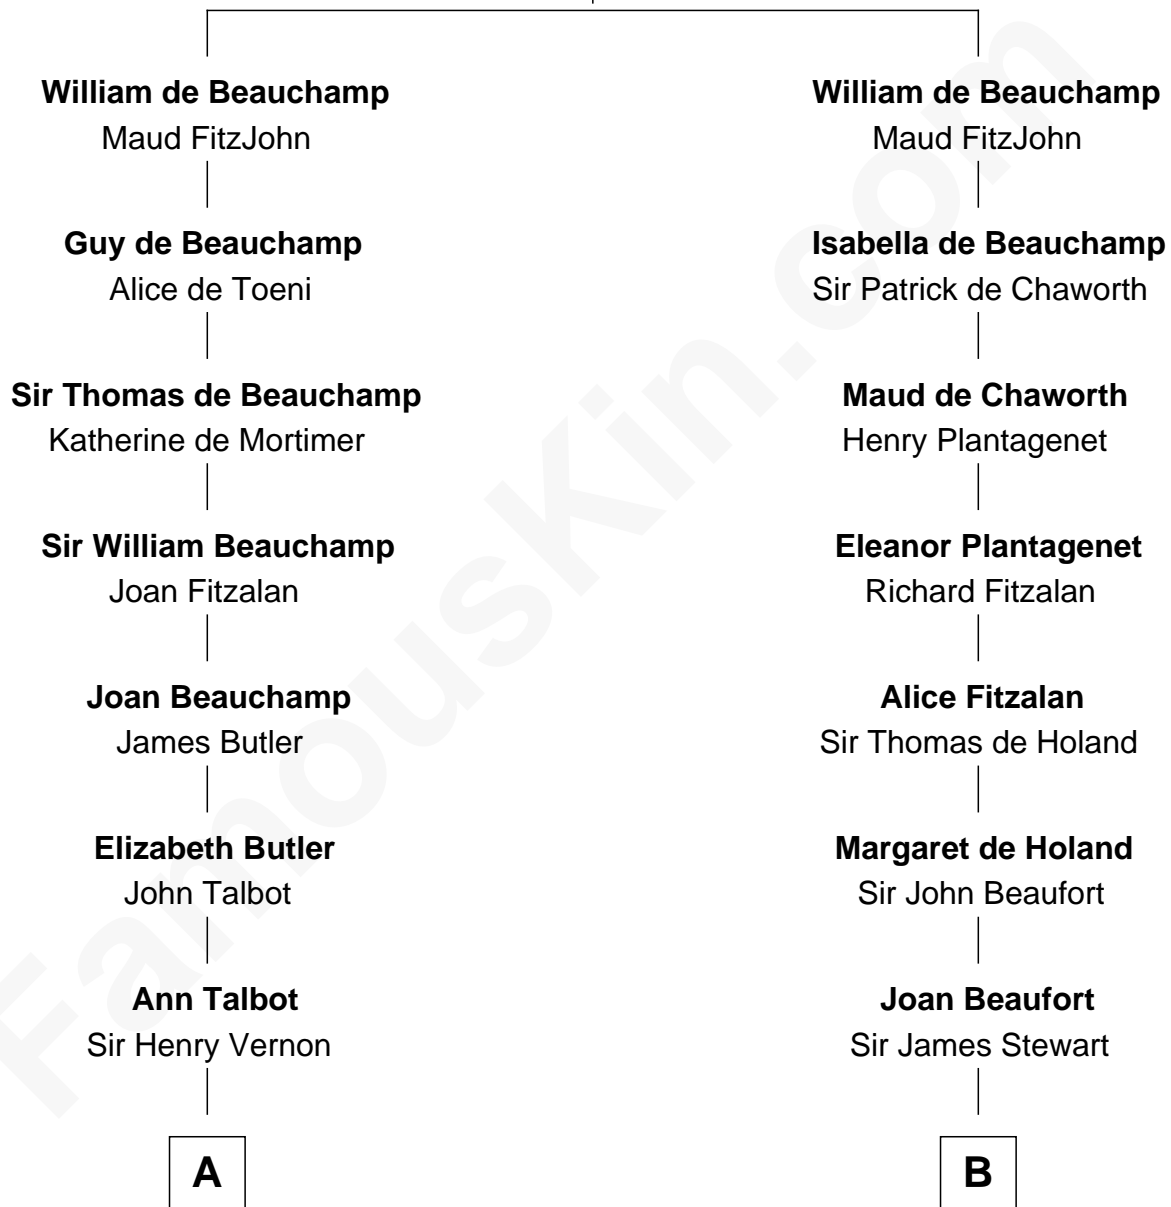 William de Beauchamp
Maud FitzJohn
Guy de Beauchamp
Alice de Toeni
Sir Thomas de Beauchamp
Katherine de Mortimer
Sir William Beauchamp
Joan Fitzalan
Joan Beauchamp
James Butler
Elizabeth Butler
John Talbot
Ann Talbot
Sir Henry Vernon
A
William de Beauchamp
Maud FitzJohn
Isabella de Beauchamp
Sir Patrick de Chaworth
Maud de Chaworth
Henry Plantagenet
Eleanor Plantagenet
Richard Fitzalan
Alice Fitzalan
Sir Thomas de Holand
Margaret de Holand
Sir John Beaufort
Joan Beaufort
Sir James Stewart
B
FamousKin.com